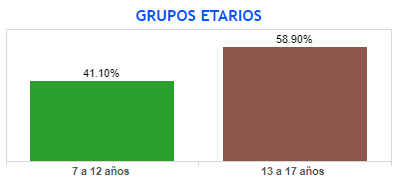 GRUPOS ETARIOS
58.90%
41.10%
7 a 12 años
13 a 17 años